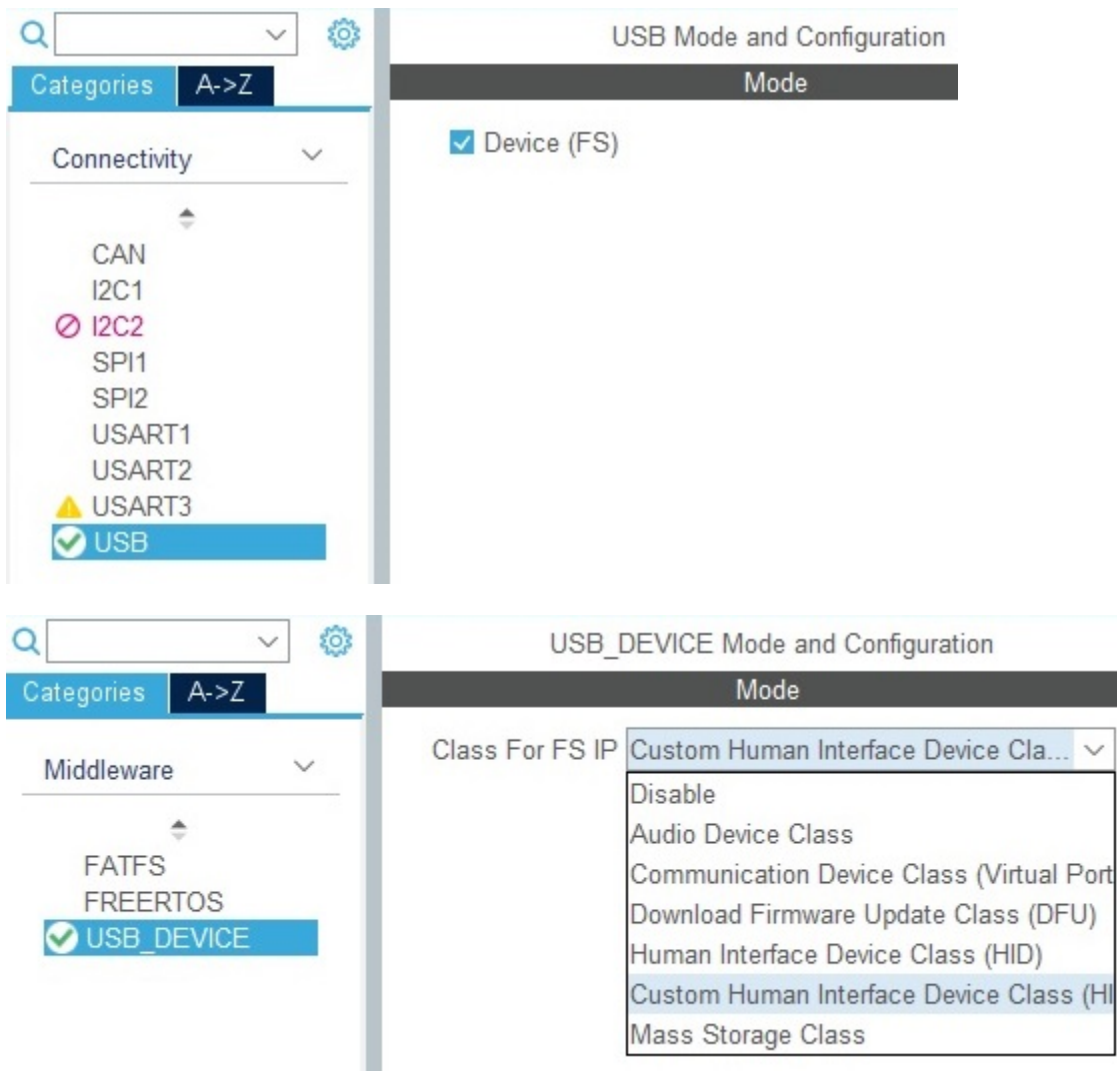 USB Mode and Configuration
Categories A->Z
Mode
Connectivity
Device (FS)
CAN
I2C1
I2C2
SPI1
SPI2
USART1
USART2
USART3
USB
USB_DEVICE Mode and Configuration
Categories A->Z
Mode
Middleware
Class For FS IP Custom Human Interface Device Cla...
Disable
Audio Device Class
Communication Device Class (Virtual Port
Download Firmware Update Class (DFU)
Human Interface Device Class (HID)
Custom Human Interface Device Class (HI
Mass Storage Class
FATFS
FREERTOS
USB_DEVICE